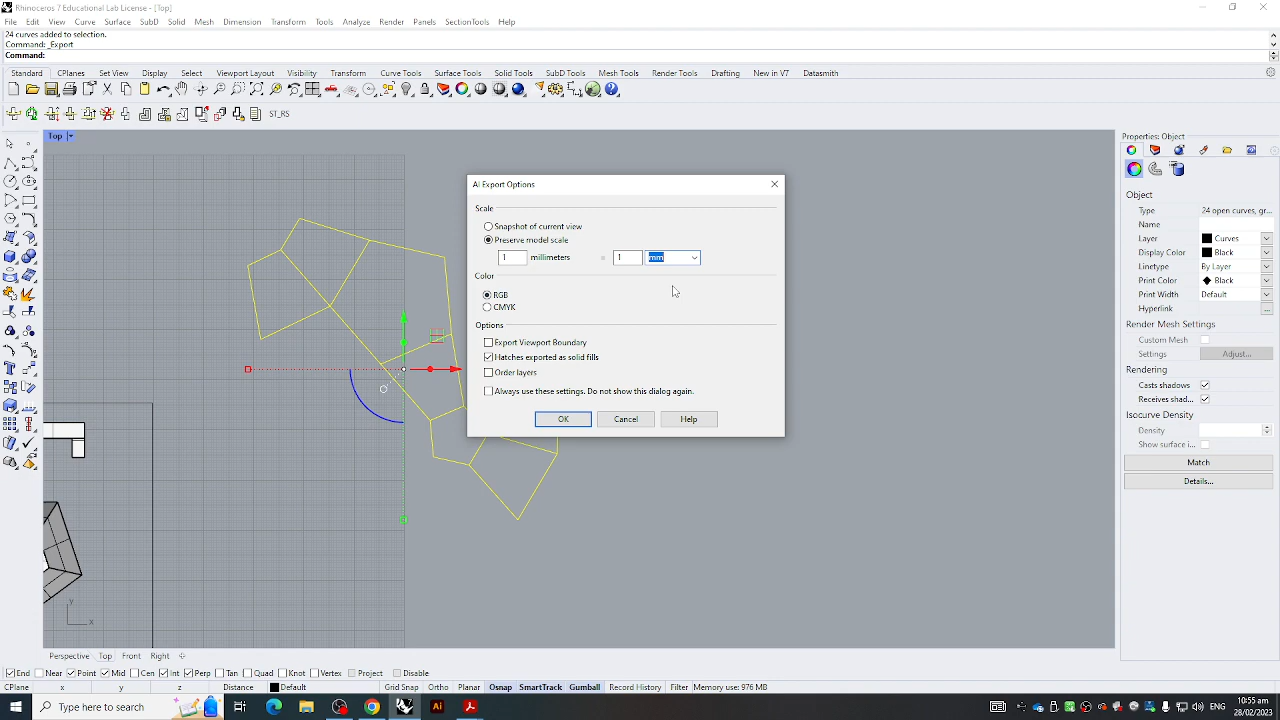 Rhinoceros 7 Educational Lab License - [Top]
File Edit View Curve Surface SubD Solid Mesh Dimension Transform Tools Analyze Render Panels SectionTools Help
24 curves added to selection.
Command: _Export
Command:
Standard CPlanes Set View Display Select Viewport Layout Visibility Transform Curve Tools Surface Tools Solid Tools SubD Tools Mesh Tools Render Tools Drafting New in V7 Datasmith
ST_RS
Top
Properties: Object
AI Export Options
Scale
Snapshot of current view
Preserve model scale
1 millimeters = 1 mm
Color
RGB
CMYK
Options
Export Viewport Boundary
Hatches exported as solid fills
Order layers
Always use these settings. Do not show this dialog again.
OK Cancel Help
Object
Type 24 open curves, gr...
Name
Layer Curves
Display Color Black
Linetype By Layer
Print Color Black
Print Width Default
Hyperlink ...
Render Mesh Settings
Custom Mesh
Settings Adjust...
Rendering
Casts shadows
Receives shad...
Isocurve Density
Density
Show surface i...
Match
Details...
y
x
Perspective Top Front Right
End Near Point Mid Cen Int Perp Tan Quad Knot Vertex Project Disable
CPlane x y z Distance Default Grid Snap Ortho Planar Osnap SmartTrack Gumball Record History Filter Memory use: 976 MB
Type here to search
Ai
ENG
10:55 am
28/02/2023